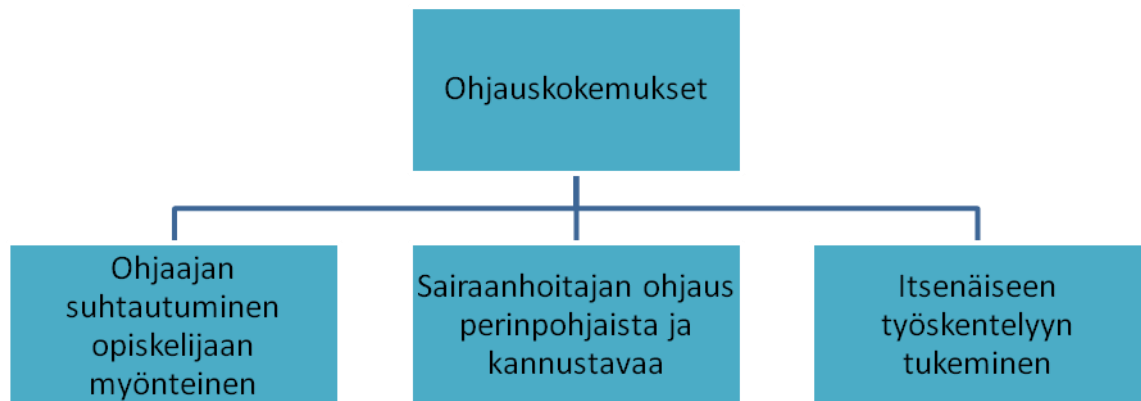 Ohjauskokemukset
Ohjaajan
suhtautuminen
opiskelijaan
myönteinen
Sairaanhoitajan ohjaus
perinpohjaista ja
kannustavaa
Itsenäiseen
työskentelyyn
tukeminen